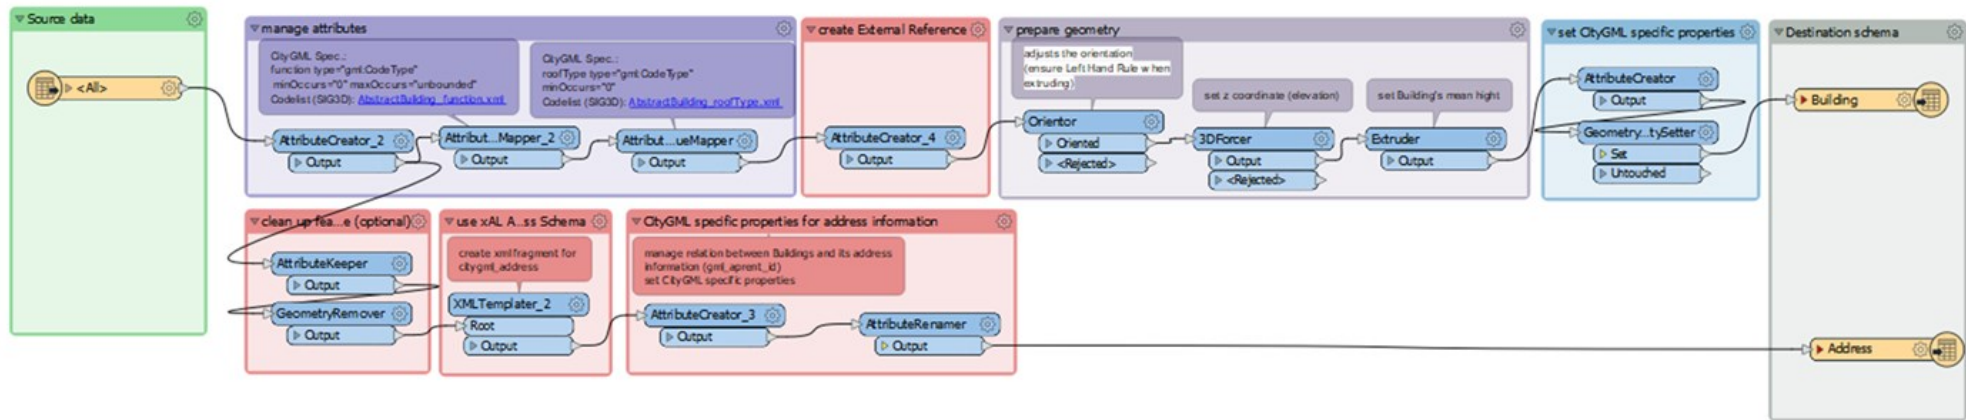 Source data
<All>
manage attributes
CityGML Spec.:
function type="gml:CodeType"
minOccurs="0" maxOccurs="unbounded"
Codelist (SIG3D): AbstractBuilding_function.xml
CityGML Spec.:
roofType type="gml:CodeType"
minOccurs="0"
Codelist (SIG3D): AbstractBuilding_roofType.xml
AttributeCreator_2
Output
Attribut...Mapper_2
Output
Attribut...ueMapper
Output
create External Reference
AttributeCreator_4
Output
prepare geometry
adjusts the orientation
(ensure Left Hand Rule when
extruding)
set z coordinate (elevation)
set Building's mean hight
Orientor
Oriented
<Rejected>
3DForcer
Output
<Rejected>
Extruder
Output
set CityGML specific properties
AttributeCreator
Output
Geometry...tySetter
Set
Untouched
Destination schema
Building
Address
clean up fea...e (optional)
AttributeKeeper
Output
GeometryRemover
Output
use xAL A...ss Schema
create xml fragment for
citygml_address
XMLTemplater_2
Root
Output
CityGML specific properties for address information
manage relation between Buildings and its address
information (gml_aprent_id)
set CityGML specific properties
AttributeCreator_3
Output
AttributeRenamer
Output